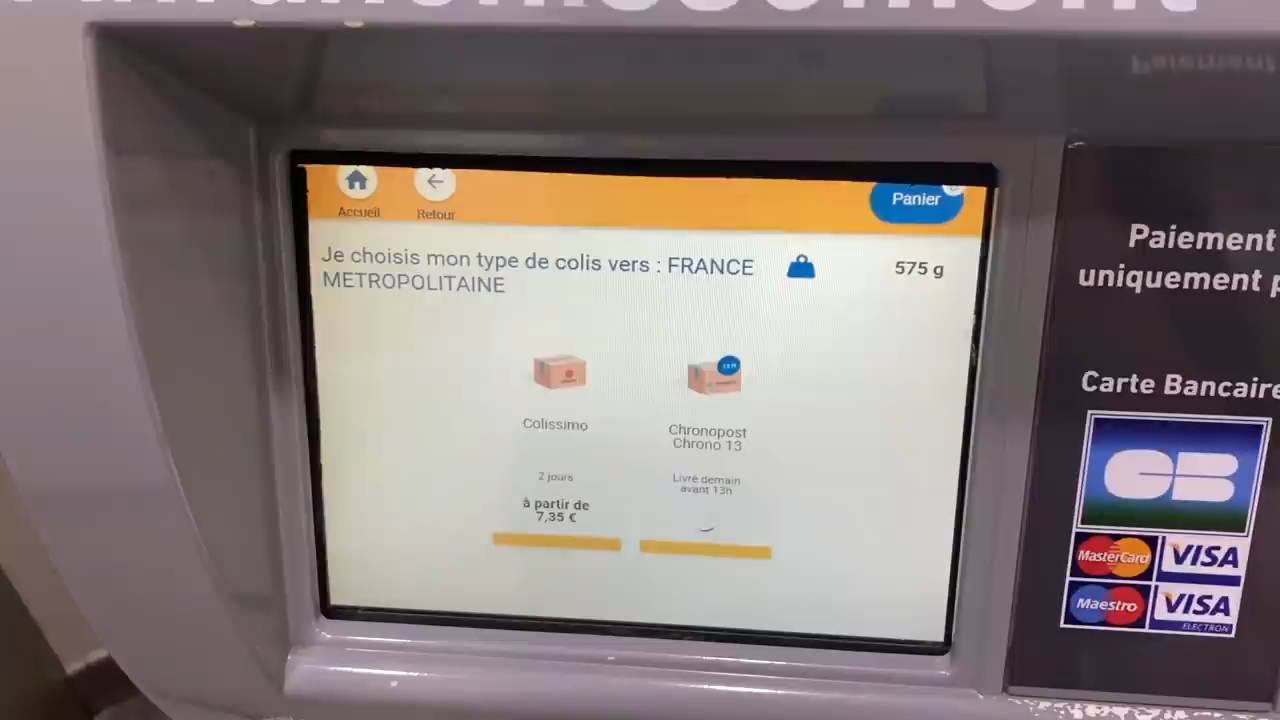 Accueil
Retour
Panier
Je choisis mon type de colis vers : FRANCE
METROPOLITAINE
575 g
Colissimo
2 jours
à partir de
7,35 €
Chronopost
Chrono 13
Livré demain
avant 13h
Paiement
uniquement p
Carte Bancaire
CB
MasterCard
VISA
Maestro
VISA
ELECTRON